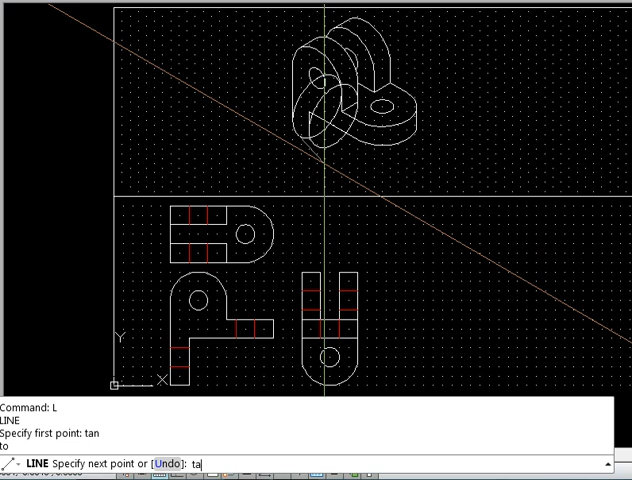 Y
X
Command: L
LINE
Specify first point: tan
to
LINE Specify next point or [Undo]: ta